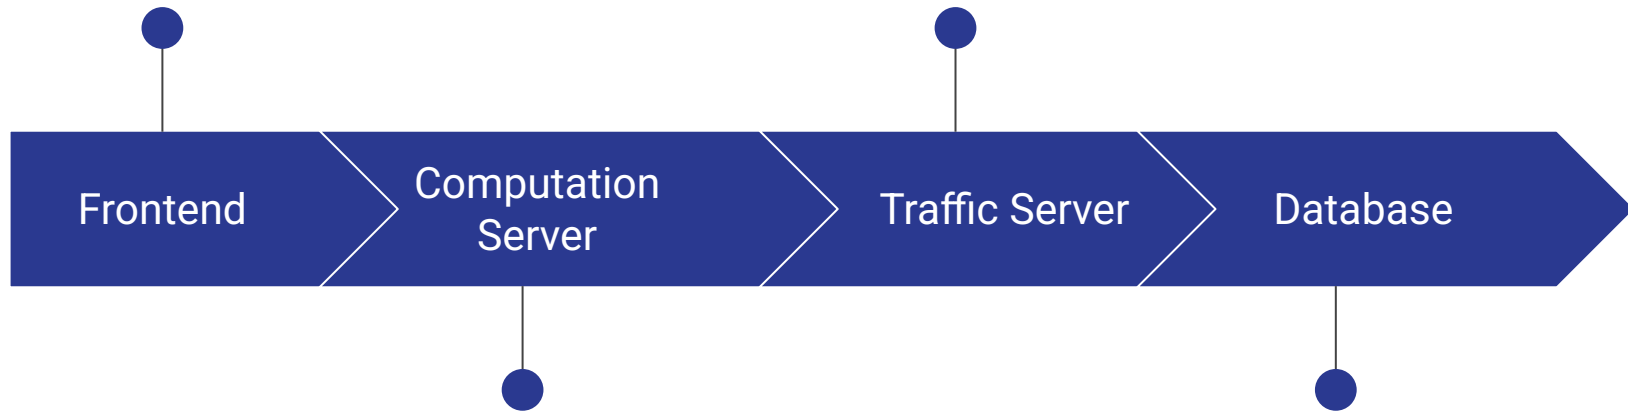 Frontend
Computation
Server
Traffic Server
Database